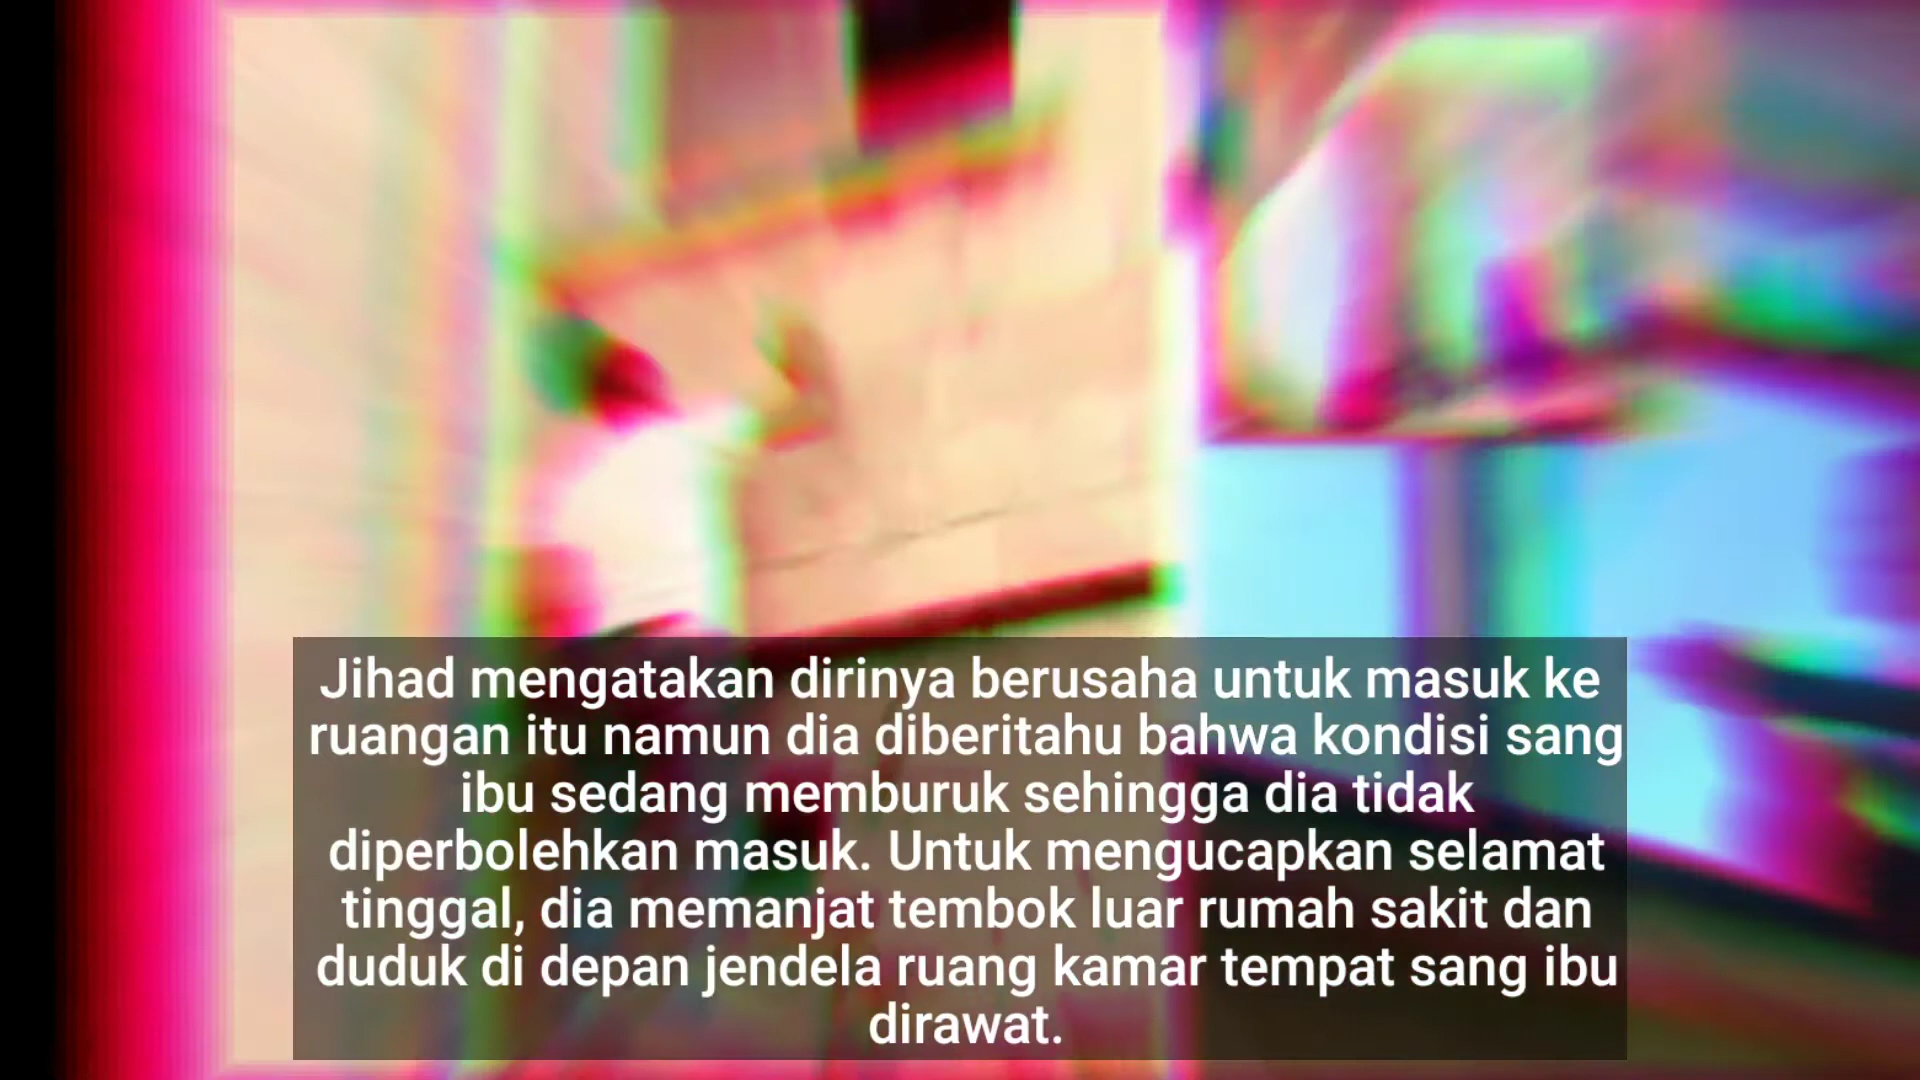 Jihad mengatakan dirinya berusaha untuk masuk ke
ruangan itu namun dia diberitahu bahwa kondisi sang
ibu sedang memburuk sehingga dia tidak
diperbolehkan masuk. Untuk mengucapkan selamat
tinggal, dia memanjat tembok luar rumah sakit dan
duduk di depan jendela ruang kamar tempat sang ibu
dirawat.